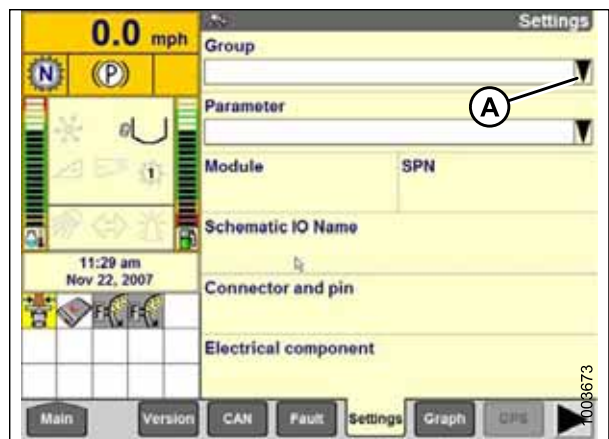 0.0 mph
Settings
N
(P)
Group
A
Parameter
Module
SPN
1
Schematic IO Name
11:29 am
Nov 22, 2007
Connector and pin
Electrical component
1003673
Main
Version
CAN
Fault
Settings
Graph
GPS